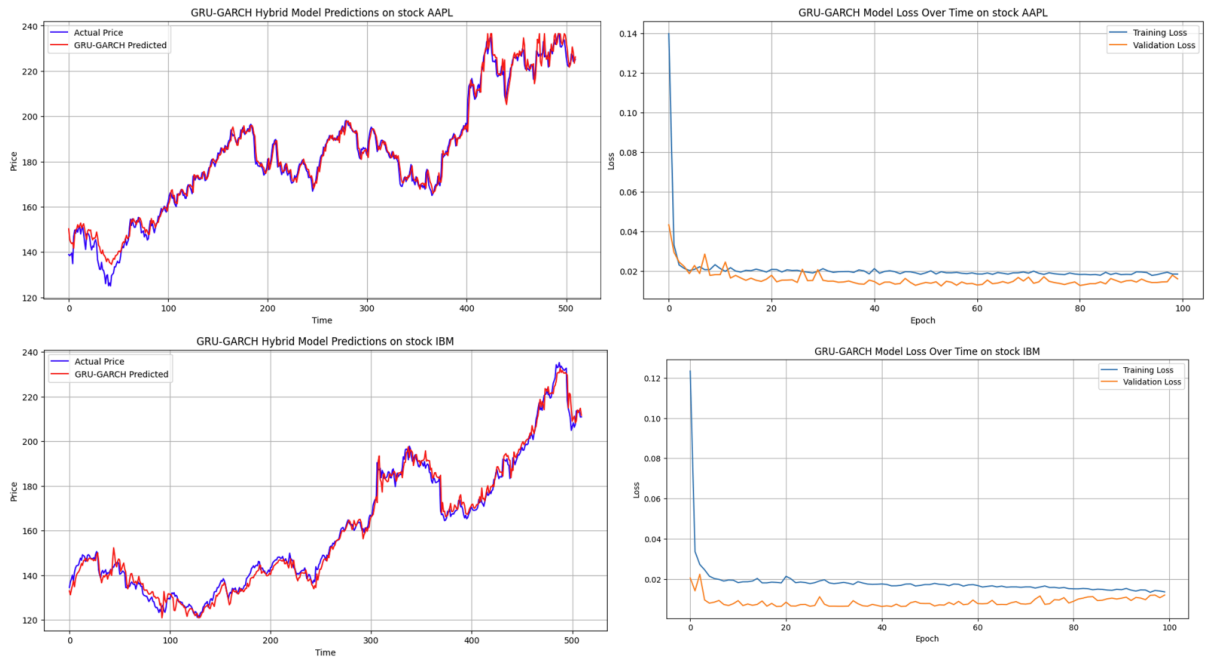 GRU-GARCH Hybrid Model Predictions on stock AAPL
Actual Price
GRU-GARCH Predicted
240
220
200
180
160
140
120
Price
0
100
200
300
400
500
Time
GRU-GARCH Model Loss Over Time on stock AAPL
Training Loss
Validation Loss
0.14
0.12
0.10
0.08
0.06
0.04
0.02
Loss
0
20
40
60
80
100
Epoch
GRU-GARCH Hybrid Model Predictions on stock IBM
Actual Price
GRU-GARCH Predicted
240
220
200
180
160
140
120
Price
0
100
200
300
400
500
Time
GRU-GARCH Model Loss Over Time on stock IBM
Training Loss
Validation Loss
0.12
0.10
0.08
0.06
0.04
0.02
Loss
0
20
40
60
80
100
Epoch